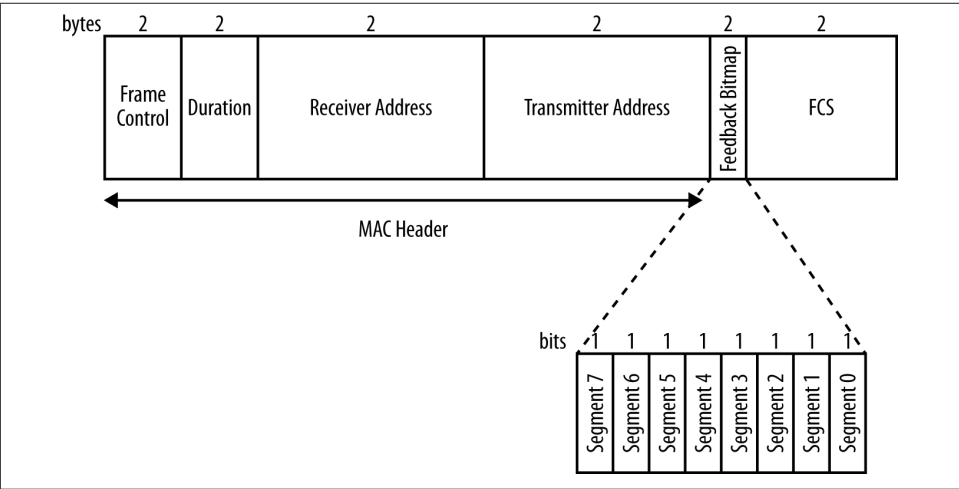 bytes 2 2 2 2 2 2
Frame
Control
Duration
Receiver Address
Transmitter Address
Feedback Bitmap
FCS
MAC Header
bits 1 1 1 1 1 1 1 1
Segment 7
Segment 6
Segment 5
Segment 4
Segment 3
Segment 2
Segment 1
Segment 0